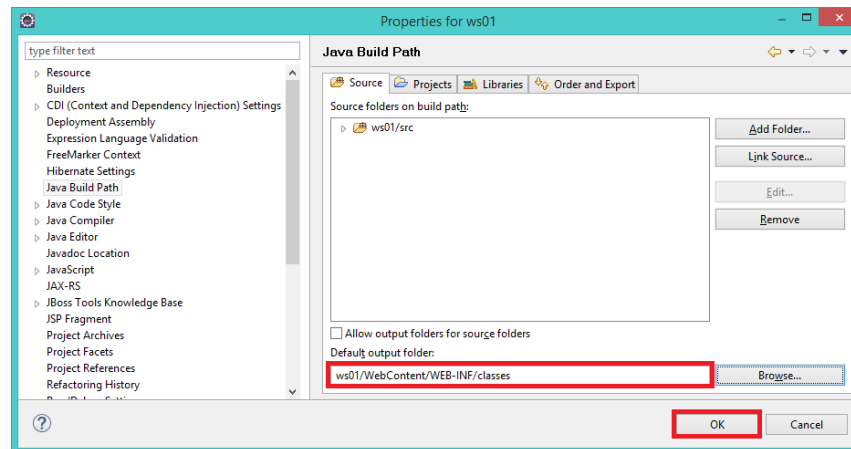 Properties for ws01
type filter text
Resource
Builders
CDI (Context and Dependency Injection) Settings
Deployment Assembly
Expression Language Validation
FreeMarker Context
Hibernate Settings
Java Build Path
Java Code Style
Java Compiler
Java Editor
Javadoc Location
JavaScript
JAX-RS
JBoss Tools Knowledge Base
JSP Fragment
Project Archives
Project Facets
Project References
Refactoring History
Java Build Path
Source Projects Libraries Order and Export
Source folders on build path:
ws01/src
Add Folder...
Link Source...
Edit...
Remove
Allow output folders for source folders
Default output folder:
ws01/WebContent/WEB-INF/classes
Browse...
OK Cancel